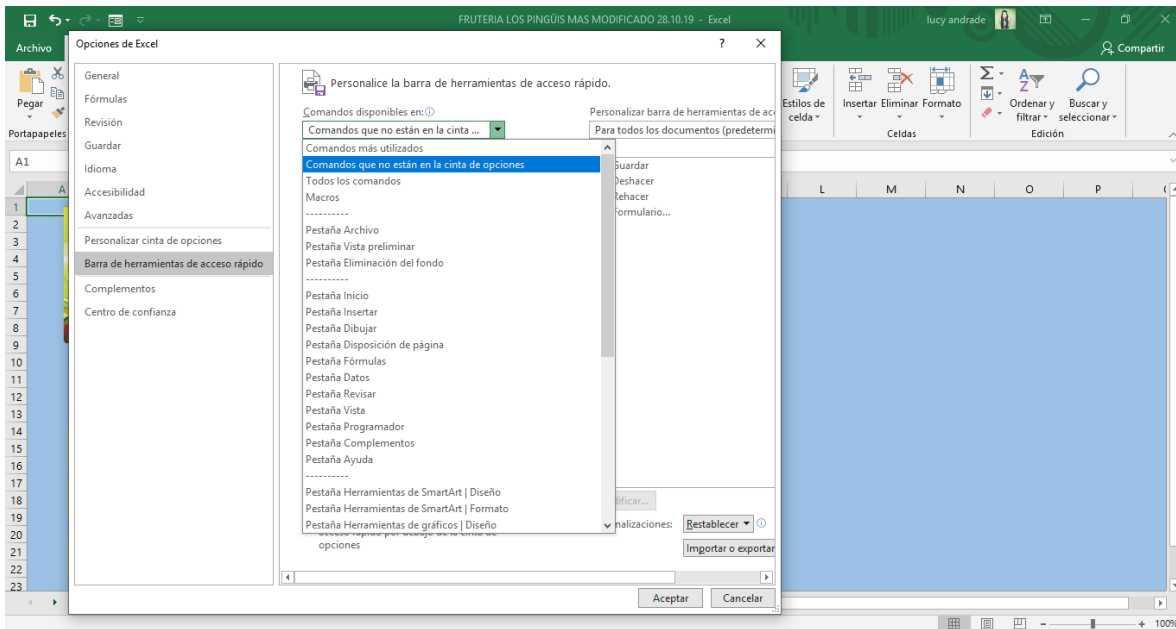 FRUTERIA LOS PINGÜIS MAS MODIFICADO 28.10.19 - Excel
lucy andrade
Archivo
Opciones de Excel
?
Compartir
Pegar
Portapapeles
Estilos de
celda
Insertar Eliminar Formato
Celdas
Ordenar y
filtrar
Buscar y
seleccionar
Edición
A1
General
Fórmulas
Revisión
Guardar
Idioma
Accesibilidad
Avanzadas
Personalizar cinta de opciones
Barra de herramientas de acceso rápido
Complementos
Centro de confianza
Personalice la barra de herramientas de acceso rápido.
Comandos disponibles en:
Comandos que no están en la cinta ...
Comandos más utilizados
Comandos que no están en la cinta de opciones
Todos los comandos
Macros
----------
Pestaña Archivo
Pestaña Vista preliminar
Pestaña Eliminación del fondo
----------
Pestaña Inicio
Pestaña Insertar
Pestaña Dibujar
Pestaña Disposición de página
Pestaña Fórmulas
Pestaña Datos
Pestaña Revisar
Pestaña Vista
Pestaña Programador
Pestaña Complementos
Pestaña Ayuda
----------
Pestaña Herramientas de SmartArt | Diseño
Pestaña Herramientas de SmartArt | Formato
Pestaña Herramientas de gráficos | Diseño
opciones
Personalizar barra de herramientas de acc
Para todos los documentos (predetermi
Guardar
Deshacer
Rehacer
Formulario...
dificar...
nalizaciones:
Restablecer
Importar o exportar
Aceptar
Cancelar
A
L
M
N
O
P
1
2
3
4
5
6
7
8
9
10
11
12
13
14
15
16
17
18
19
20
21
22
23
100%